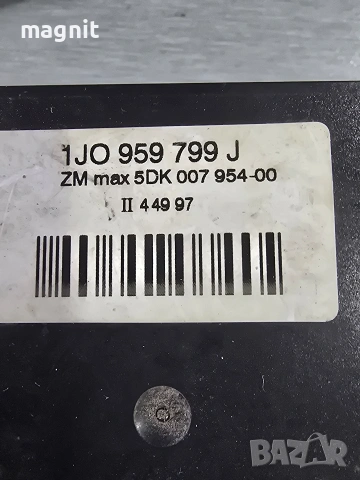 magnit
1JO 959 799 J
ZM max 5DK 007 954-00
II 44 97
BAZAR